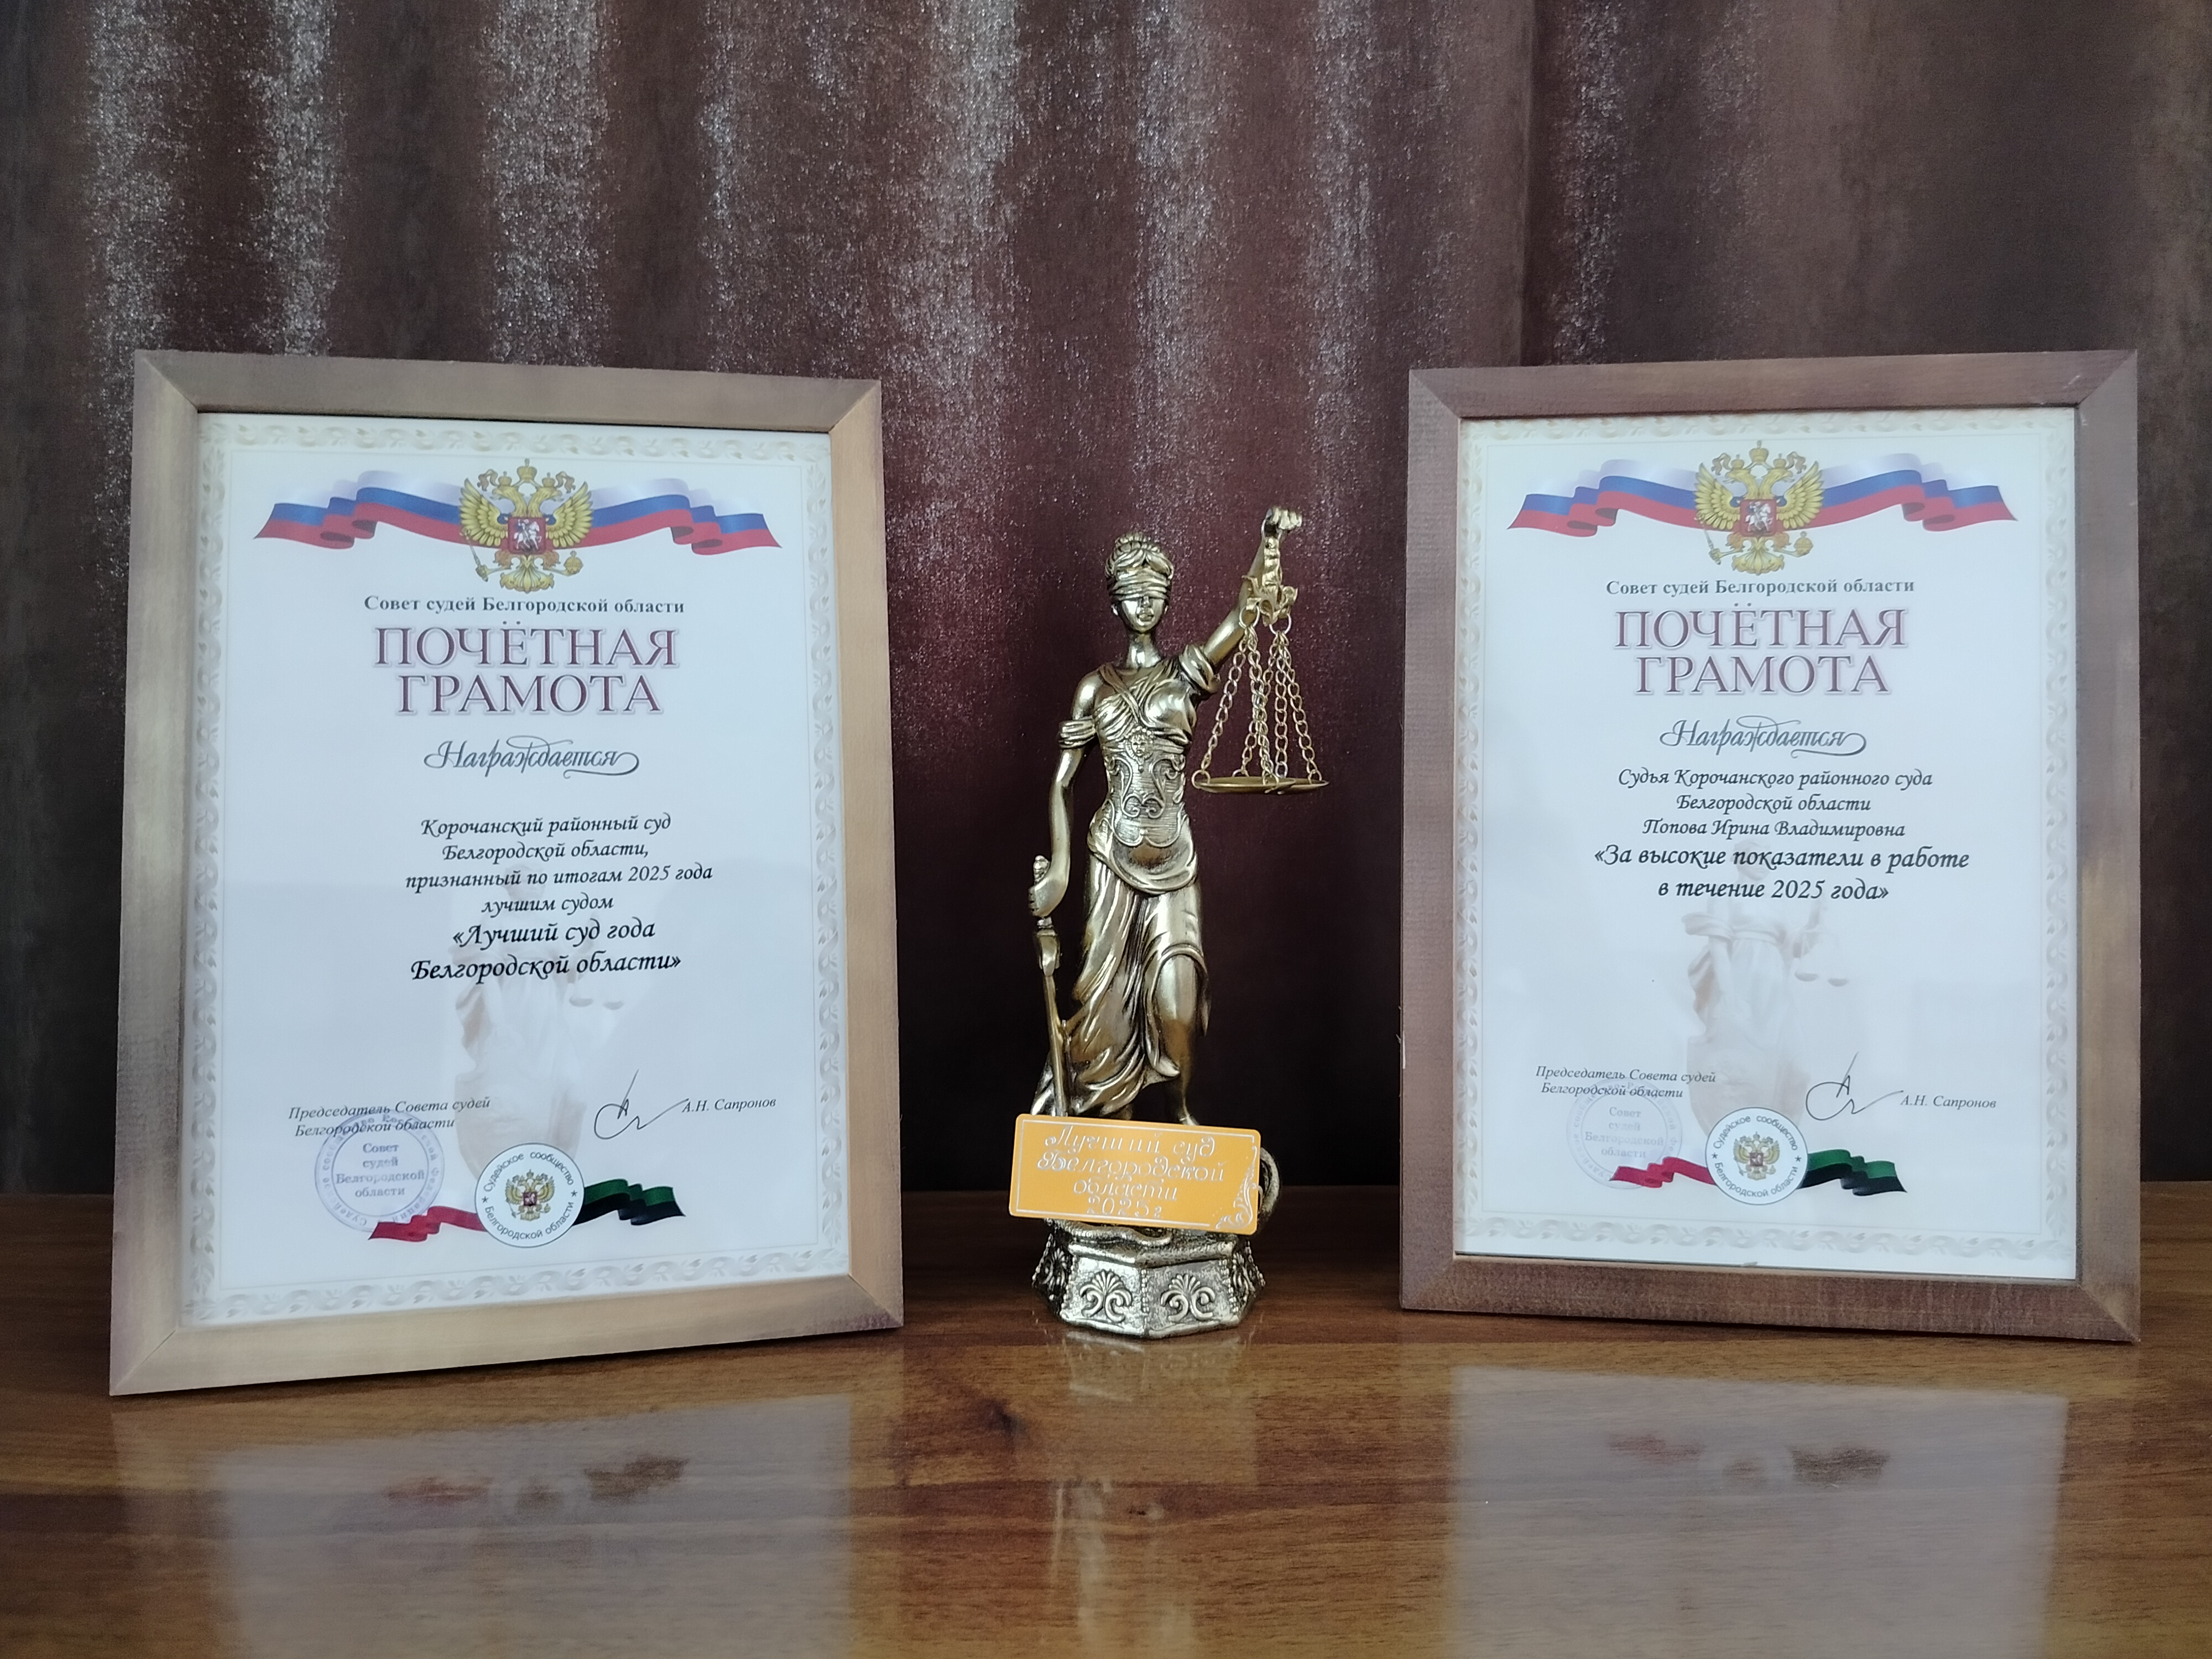 Совет судей Белгородской области
ПОЧЁТНАЯ
ГРАМОТА
Награждается
Корочанский районный суд
Белгородской области,
признанный по итогам 2025 года
лучшим судом
«Лучший суд года
Белгородской области»
Председатель Совета судей
Белгородской области
А.Н. Сапронов
Совет
судей
Белгородской
области
Судейское сообщество
Белгородской области
Лучший суд
Белгородской
области
2025г
Совет судей Белгородской области
ПОЧЁТНАЯ
ГРАМОТА
Награждается
Судья Корочанского районного суда
Белгородской области
Попова Ирина Владимировна
«За высокие показатели в работе
в течение 2025 года»
Председатель Совета судей
Белгородской области
А.Н. Сапронов
Совет
судей
Белгородской
области
Судейское сообщество
Белгородской области